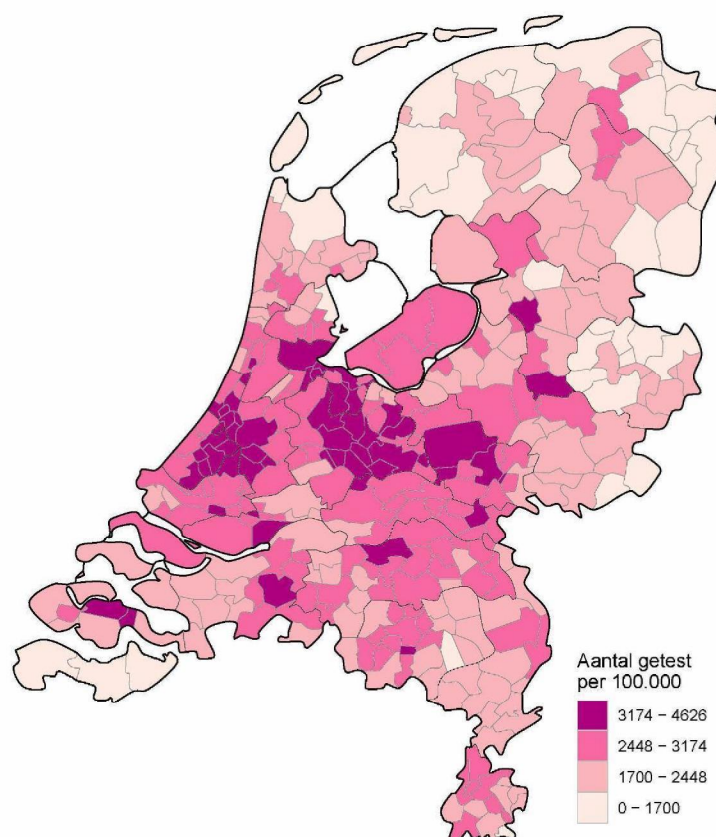 Aantal getest
per 100.000
3174 – 4626
2448 – 3174
1700 – 2448
0 – 1700